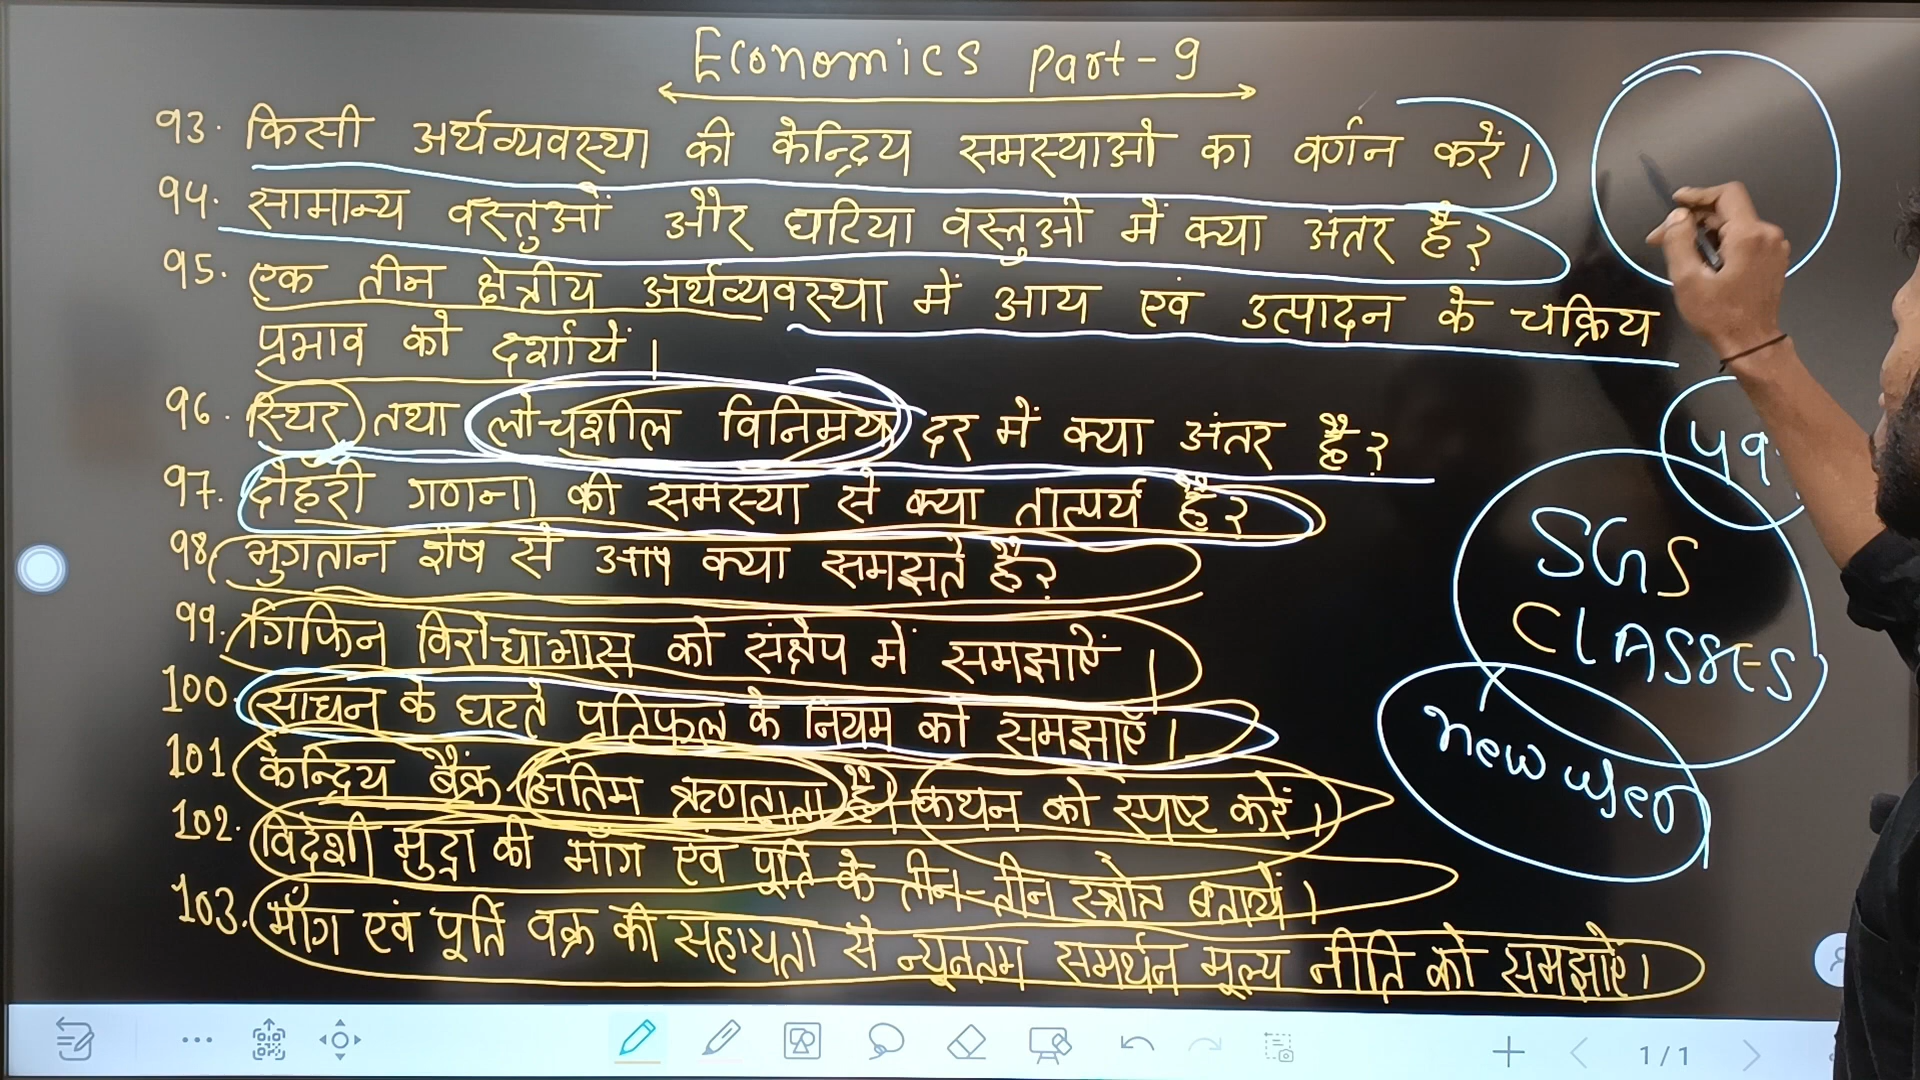 Economics Part-9
93. किसी अर्थव्यवस्था की केन्द्रिय समस्याओं का वर्णन करें।
94. सामान्य वस्तुओं और घटिया वस्तुओं में क्या अंतर है?
95. एक तीन क्षेत्रीय अर्थव्यवस्था में आय एवं उत्पादन के चक्रिय
प्रभाव को दर्शायें।
96. स्थिर तथा लोचशील विनिमय दर में क्या अंतर है?
97. दोहरी गणना की समस्या से क्या तात्पर्य है?
98. भुगतान शेष से आप क्या समझते हैं?
99. गिफिन विरोधाभास को संक्षेप में समझाऐं।
100. साधन के घटते प्रतिफल के नियम को समझाएँ।
101 केन्द्रिय बैंक अंतिम ऋणदाता है। कथन को स्पष्ट करें।
102. विदेशी मुद्रा की माँग एवं पूर्ति के तीन-तीन स्त्रोत बतायें।
103. माँग एवं पूर्ति वक्र की सहायता से न्यूनतम समर्थन मूल्य नीति को समझाऐं।
SGS
CLASSES
new
1/1